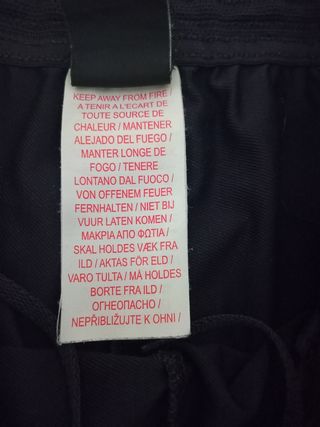 KEEP AWAY FROM FIRE /
A TENIR A L'ECART DE
TOUTE SOURCE DE
CHALEUR / MANTENER
ALEJADO DEL FUEGO /
MANTER LONGE DE
FOGO / TENERE
LONTANO DAL FUOCO /
VON OFFENEM FEUER
FERNHALTEN / NIET BIJ
VUUR LATEN KOMEN /
ΜΑΚΡΙΑ ΑΠΟ ΦΩΤΙΑ /
SKAL HOLDES VÆK FRA
ILD / AKTAS FÖR ELD /
VARO TULTA / MÅ HOLDES
BORTE FRA ILD /
ОГНЕОПАСНО /
NEPŘIBLIŽUJTE K OHNI /